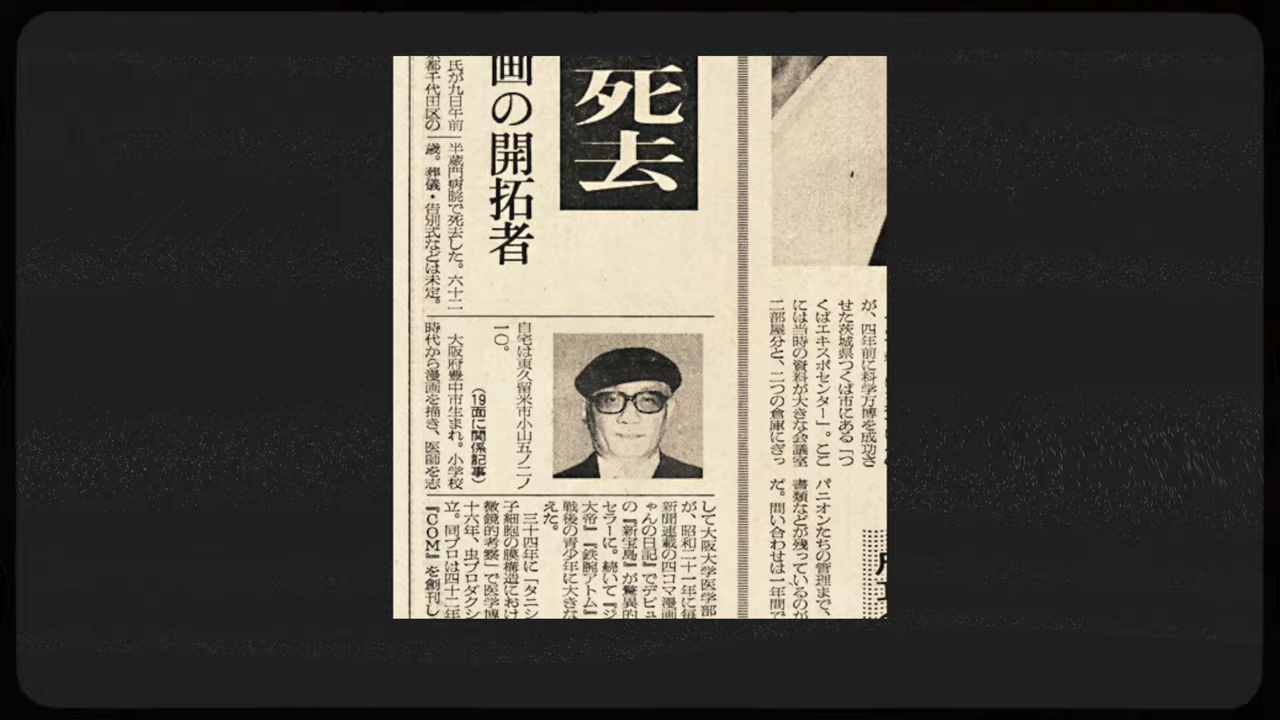 が、四年前に科学万博を成功さ
せた茨城県つくば市にある「つ
くばエキスポセンター」。ここ
には当時の資料が大きな会議室
二部屋分と、二つの倉庫にぎっ
パニオンたちの管理まで、
書類などが残っているのが
だ。問い合わせは一年間で
死去
画の開拓者
氏が九日午前
都千代田区の
半蔵門病院で死去した。六十二
歳。葬儀・告別式などは未定。
自宅は東久留米市小山五ノ二ノ
一〇。
（19面に関係記事）
大阪府豊中市生まれ。小学校
時代から漫画を描き、医師を志
して大阪大学医学部
が、昭和二十一年に毎
新聞連載の四コマ漫画
ゃんの日記』でデビュ
の『新宝島』が驚異的
セラーに。続いて『ジ
大帝』『鉄腕アトム』
戦後の青少年に大きな
えた。
三十四年に「タニシ
子細胞の膜構造におけ
微鏡的考察」で医学博
十六年、虫プロダクシ
立。同プロは四十二年
『COM』を創刊し